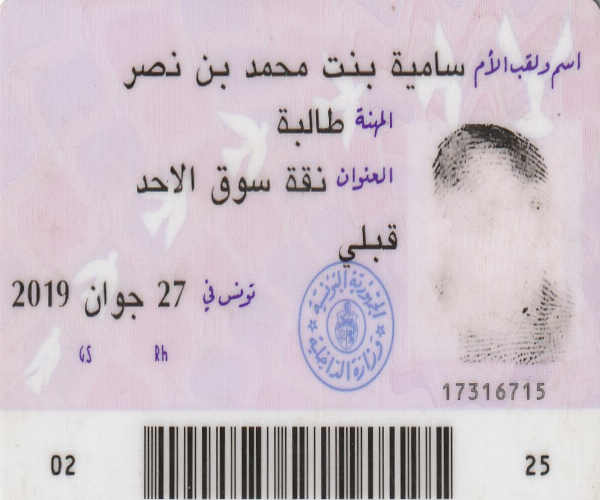 اسم ولقب الأم سامية بنت محمد بن نصر
المهنة طالبة
العنوان نقة سوق الاحد
قبلي
تونس في 27 جوان 2019
GS Rh
الجمهورية التونسية
وزارة الداخلية
17316715
02 25